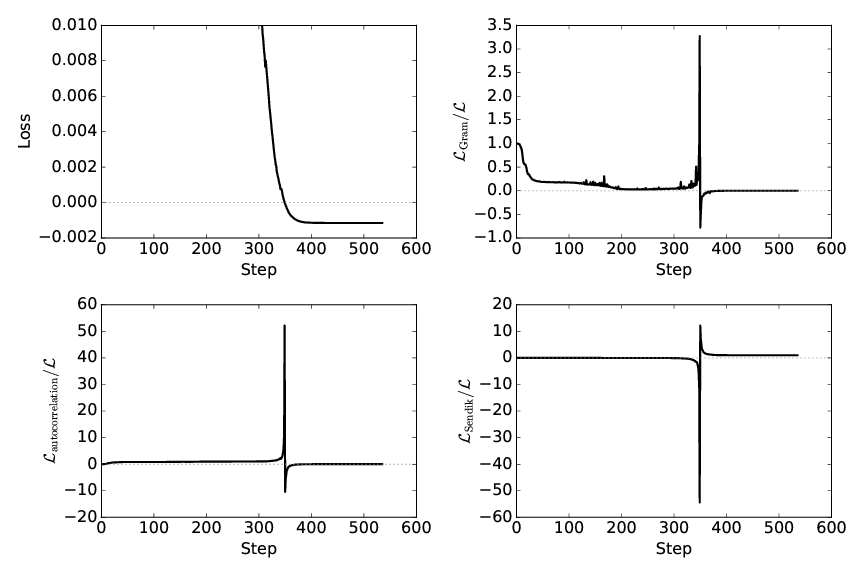 0.010
0.008
0.006
0.004
0.002
0.000
−0.002
0 100 200 300 400 500 600
Loss
Step
3.5
3.0
2.5
2.0
1.5
1.0
0.5
0.0
−0.5
−1.0
0 100 200 300 400 500 600
ℒGram/ℒ
Step
60
50
40
30
20
10
0
−10
−20
0 100 200 300 400 500 600
ℒautocorrelation/ℒ
Step
20
10
0
−10
−20
−30
−40
−50
−60
0 100 200 300 400 500 600
ℒSendik/ℒ
Step